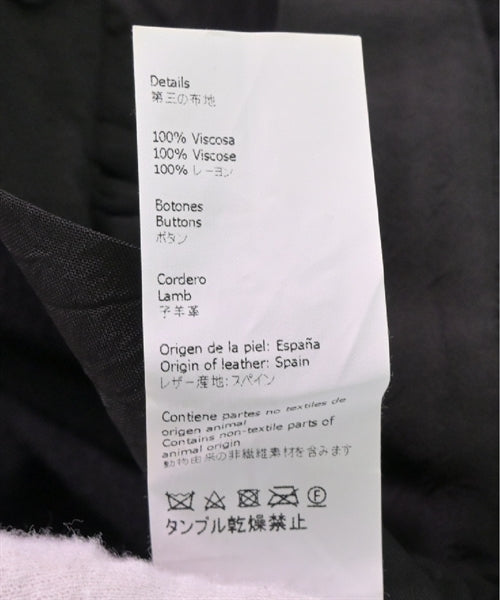 Details
第三の布地
100% Viscosa
100% Viscose
100% レーヨン
Botones
Buttons
ボタン
Cordero
Lamb
子羊革
Origen de la piel: España
Origin of leather: Spain
レザー産地: スペイン
Contiene partes no textiles de
origen animal
Contains non-textile parts of
animal origin
動物由来の非繊維素材を含みます
タンブル乾燥禁止